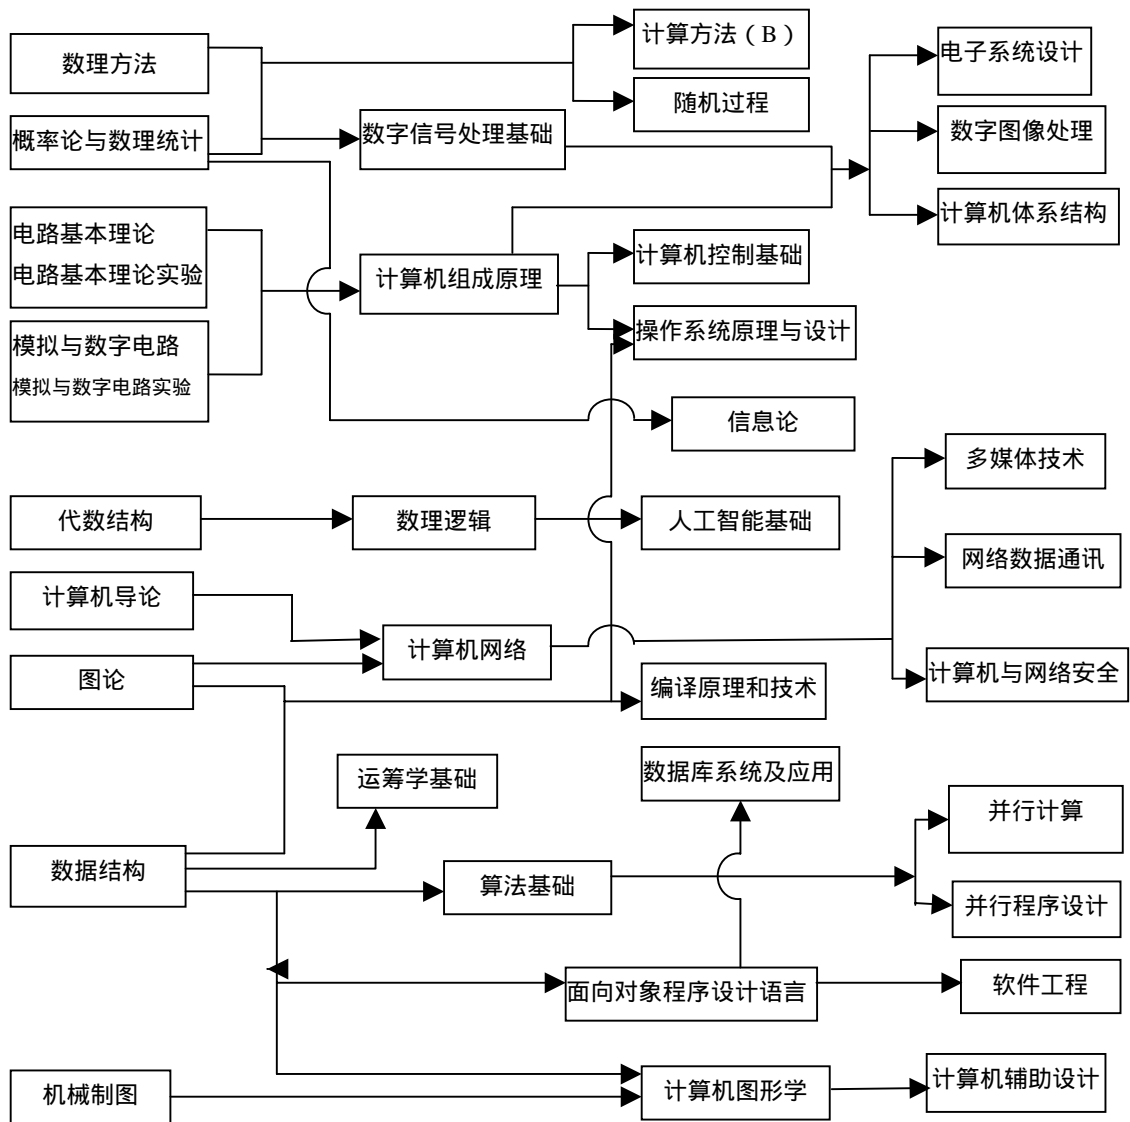 数理方法
概率论与数理统计
电路基本理论
电路基本理论实验
模拟与数字电路
模拟与数字电路实验
代数结构
计算机导论
图论
数据结构
机械制图
数字信号处理基础
计算机组成原理
数理逻辑
计算机网络
运筹学基础
算法基础
面向对象程序设计语言
计算方法（B）
随机过程
计算机控制基础
操作系统原理与设计
信息论
人工智能基础
编译原理和技术
数据库系统及应用
计算机图形学
电子系统设计
数字图像处理
计算机体系结构
多媒体技术
网络数据通讯
计算机与网络安全
并行计算
并行程序设计
软件工程
计算机辅助设计